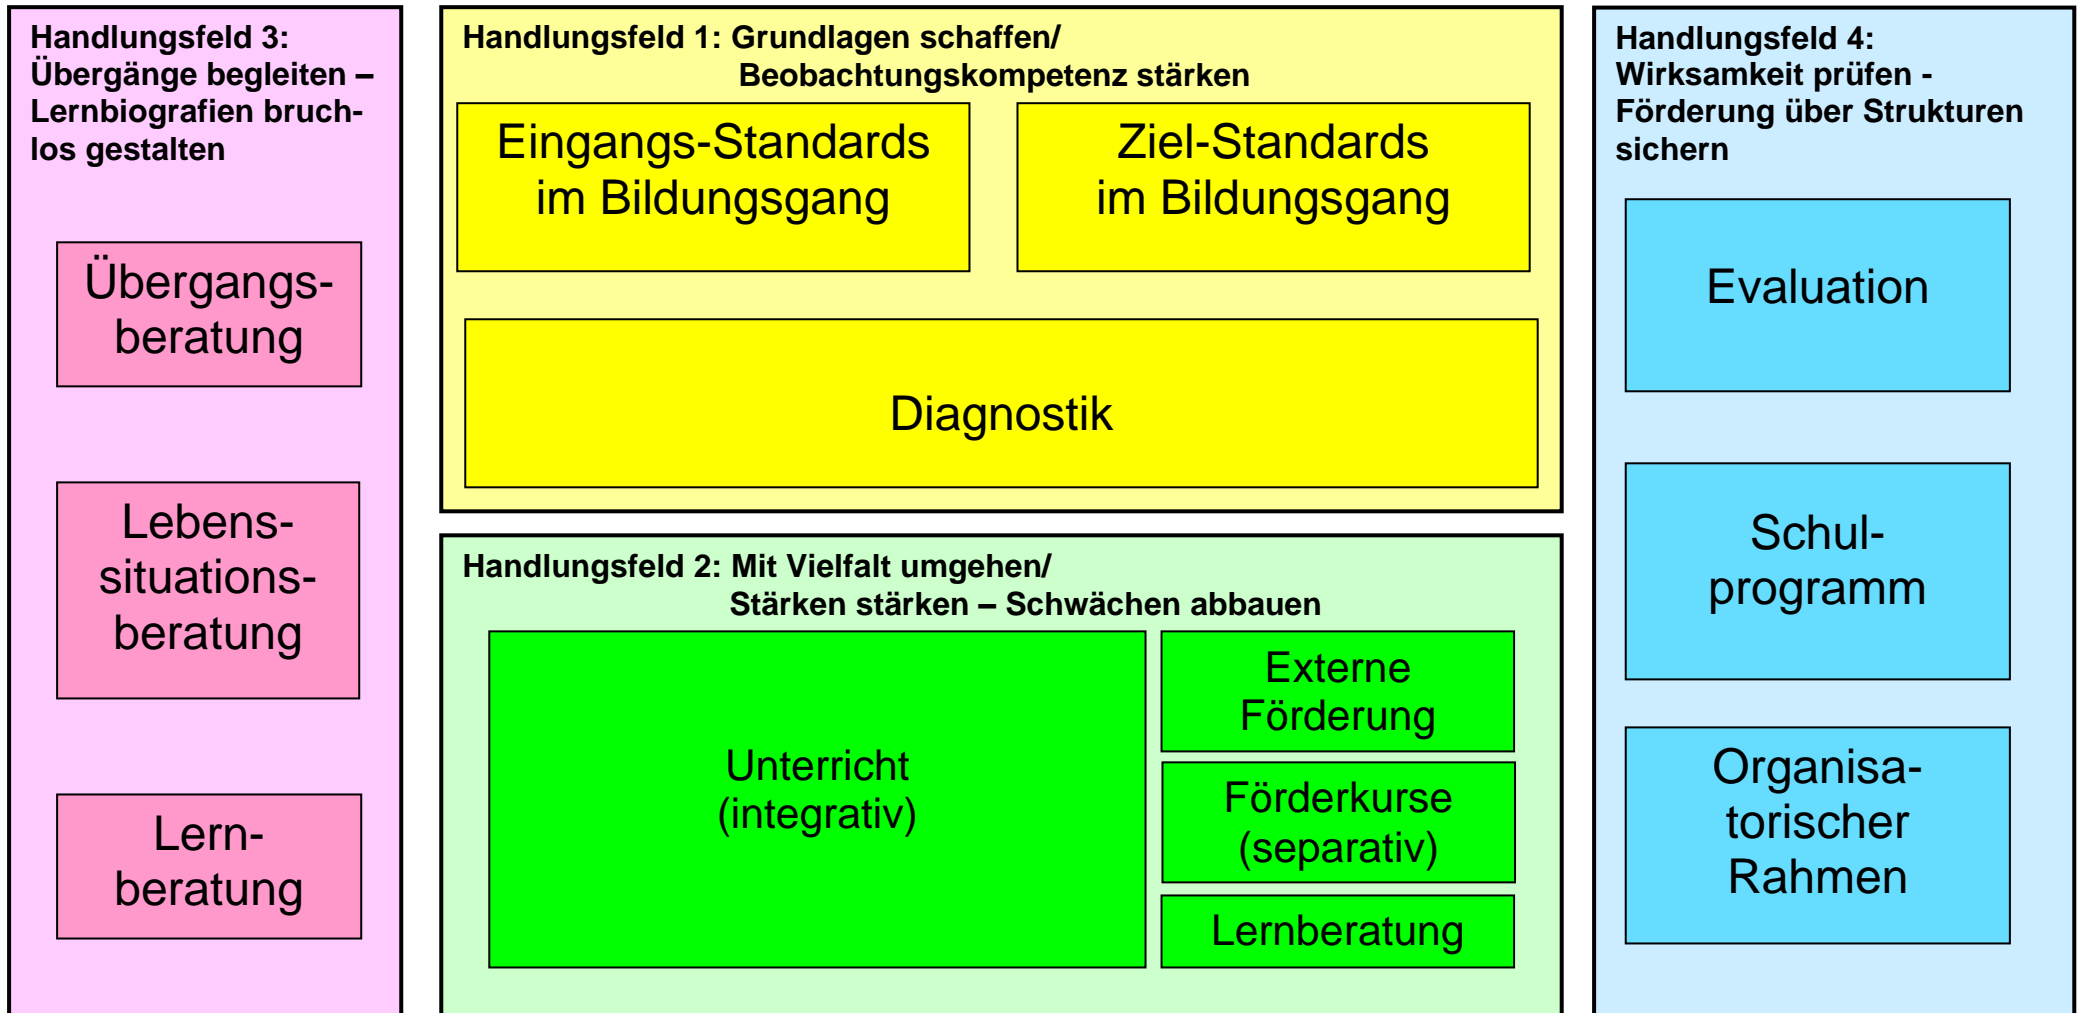 Handlungsfeld 3:
Übergänge begleiten –
Lernbiografien bruch-
los gestalten
Übergangs-
beratung
Lebens-
situations-
beratung
Lern-
beratung
Handlungsfeld 1: Grundlagen schaffen/
Beobachtungskompetenz stärken
Eingangs-Standards
im Bildungsgang
Ziel-Standards
im Bildungsgang
Diagnostik
Handlungsfeld 2: Mit Vielfalt umgehen/
Stärken stärken – Schwächen abbauen
Unterricht
(integrativ)
Externe
Förderung
Förderkurse
(separativ)
Lernberatung
Handlungsfeld 4:
Wirksamkeit prüfen -
Förderung über Strukturen
sichern
Evaluation
Schul-
programm
Organisa-
torischer
Rahmen